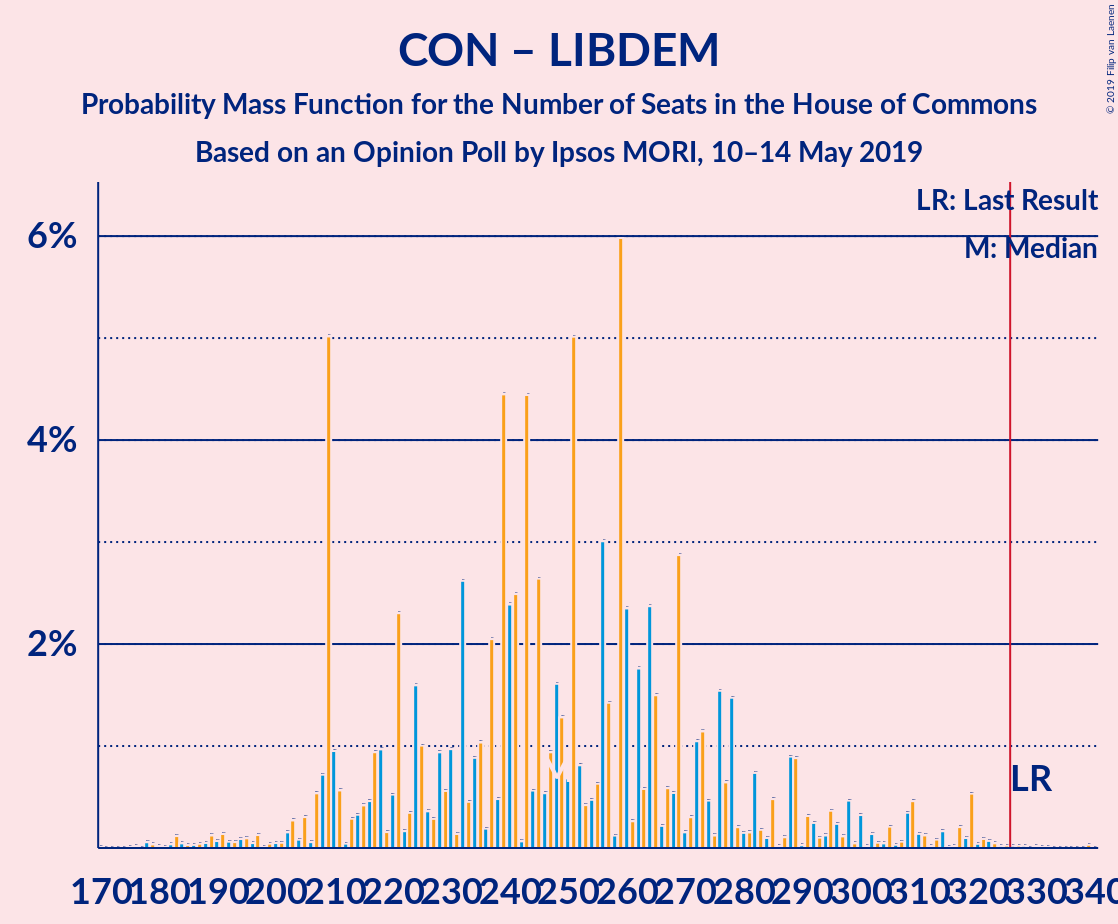 CON – LIBDEM
Probability Mass Function for the Number of Seats in the House of Commons
Based on an Opinion Poll by Ipsos MORI, 10–14 May 2019
© 2019 Filip van Laenen
LR: Last Result
M: Median
6%
4%
2%
M
LR
170 180 190 200 210 220 230 240 250 260 270 280 290 300 310 320 330 340